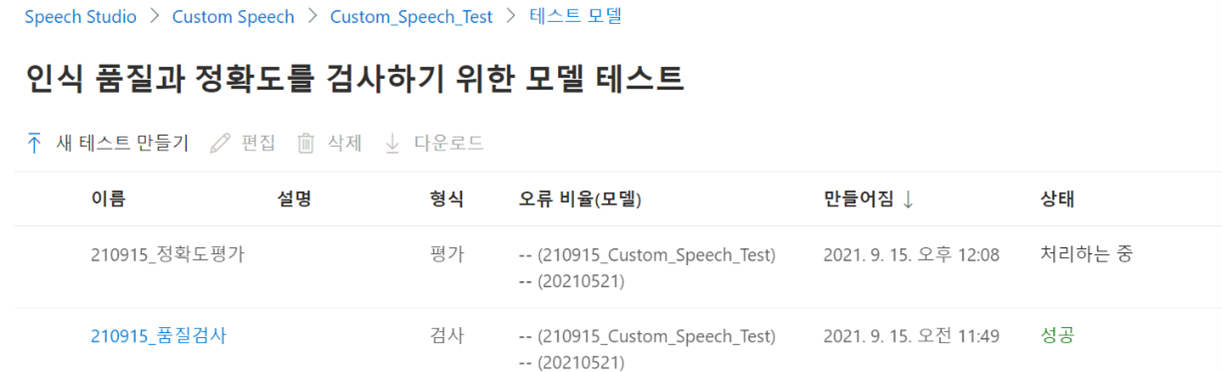 Speech Studio > Custom Speech > Custom_Speech_Test > 테스트 모델
인식 품질과 정확도를 검사하기 위한 모델 테스트
새 테스트 만들기 편집 삭제 다운로드
이름 설명 형식 오류 비율(모델) 만들어짐 ↓ 상태
210915_정확도평가 평가 -- (210915_Custom_Speech_Test) 2021. 9. 15. 오후 12:08 처리하는 중
-- (20210521)
210915_품질검사 검사 -- (210915_Custom_Speech_Test) 2021. 9. 15. 오전 11:49 성공
-- (20210521)